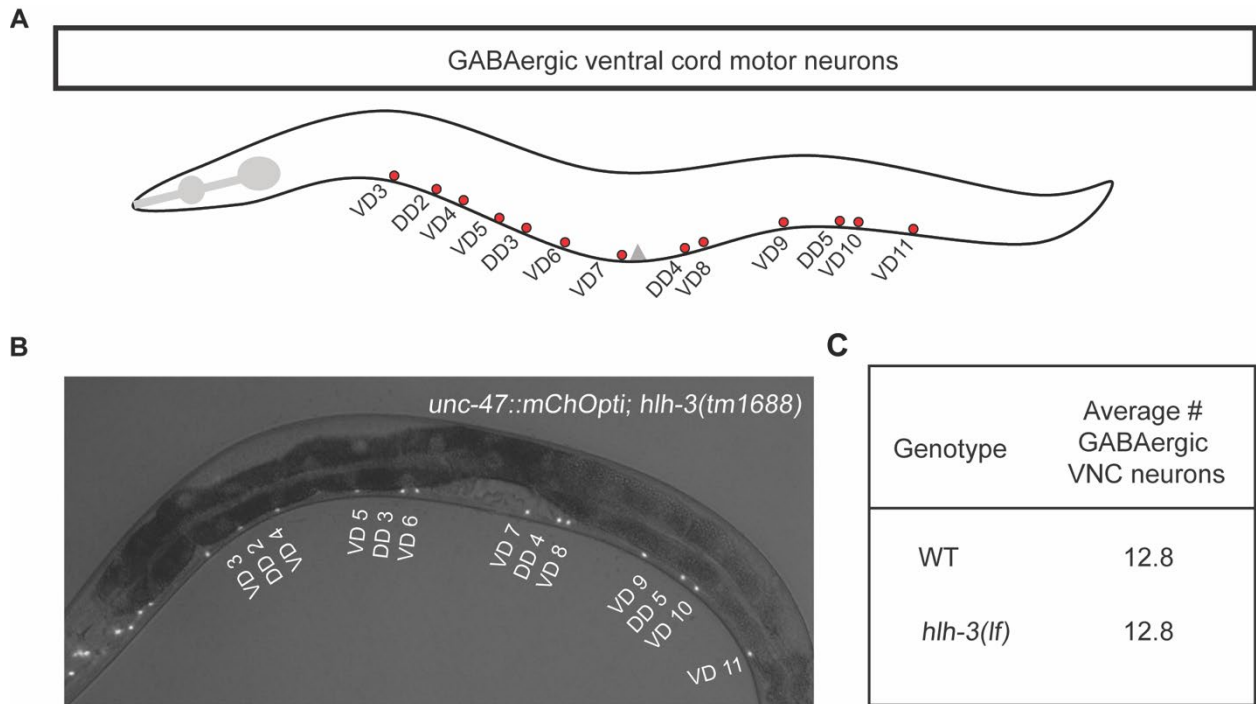 A
GABAergic ventral cord motor neurons
VD3
DD2
VD4
VD5
DD3
VD6
VD7
DD4
VD8
VD9
DD5
VD10
VD11
B
unc-47::mChOpti; hlh-3(tm1688)
VD 3
DD 2
VD 4
VD 5
DD 3
VD 6
VD 7
DD 4
VD 8
VD 9
DD 5
VD 10
VD 11
C
Genotype
Average #
GABAergic
VNC neurons
WT
12.8
hlh-3(lf)
12.8